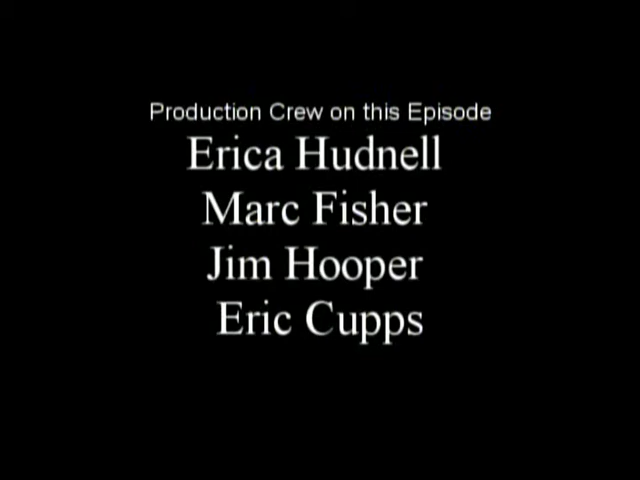 Production Crew on this Episode
Erica Hudnell
Marc Fisher
Jim Hooper
Eric Cupps